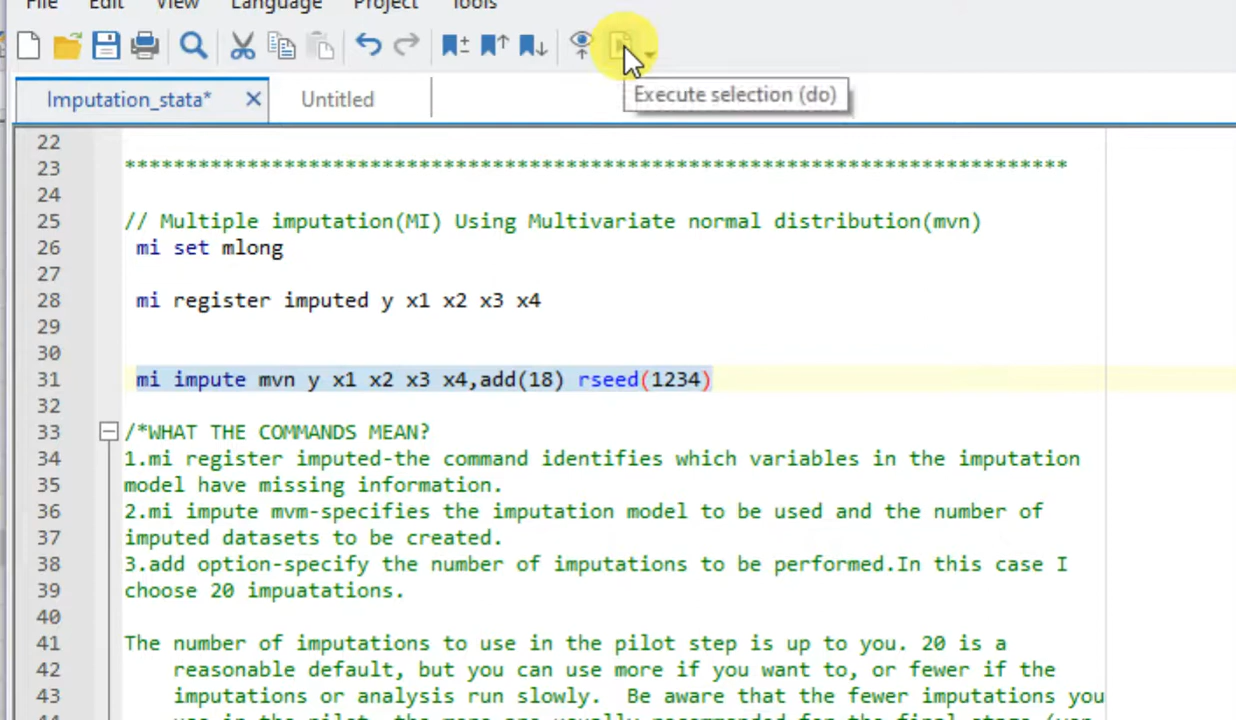 File Edit View Language Project Tools
Execute selection (do)
Imputation_stata* Untitled
22
23 ******************************************************************************
24
25 // Multiple imputation(MI) Using Multivariate normal distribution(mvn)
26 mi set mlong
27
28 mi register imputed y x1 x2 x3 x4
29
30
31 mi impute mvn y x1 x2 x3 x4,add(18) rseed(1234)
32
33 /*WHAT THE COMMANDS MEAN?
34 1.mi register imputed-the command identifies which variables in the imputation
35 model have missing information.
36 2.mi impute mvm-specifies the imputation model to be used and the number of
37 imputed datasets to be created.
38 3.add option-specify the number of imputations to be performed.In this case I
39 choose 20 impuatations.
40
41 The number of imputations to use in the pilot step is up to you. 20 is a
42 reasonable default, but you can use more if you want to, or fewer if the
43 imputations or analysis run slowly. Be aware that the fewer imputations you